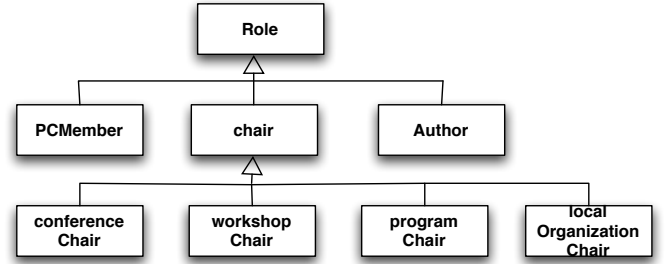 Role
PCMember
chair
Author
conference
Chair
workshop
Chair
program
Chair
local
Organization
Chair